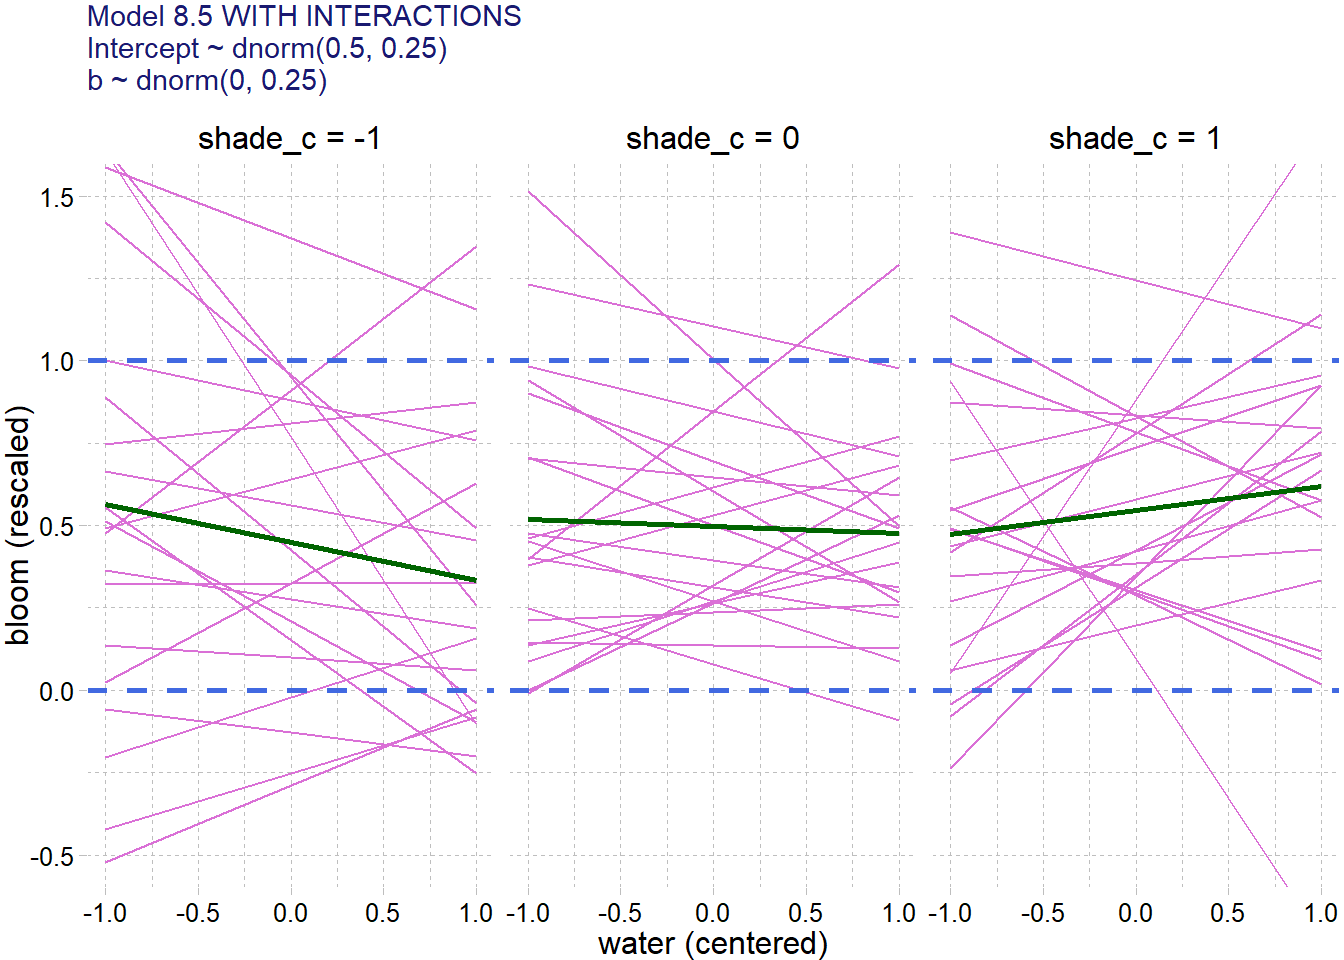 Model 8.5 WITH INTERACTIONS
Intercept ~ dnorm(0.5, 0.25)
b ~ dnorm(0, 0.25)
shade_c = -1 shade_c = 0 shade_c = 1
1.5
1.0
0.5
0.0
-0.5
bloom (rescaled)
-1.0 -0.5 0.0 0.5 1.0 -1.0 -0.5 0.0 0.5 1.0 -1.0 -0.5 0.0 0.5 1.0
water (centered)